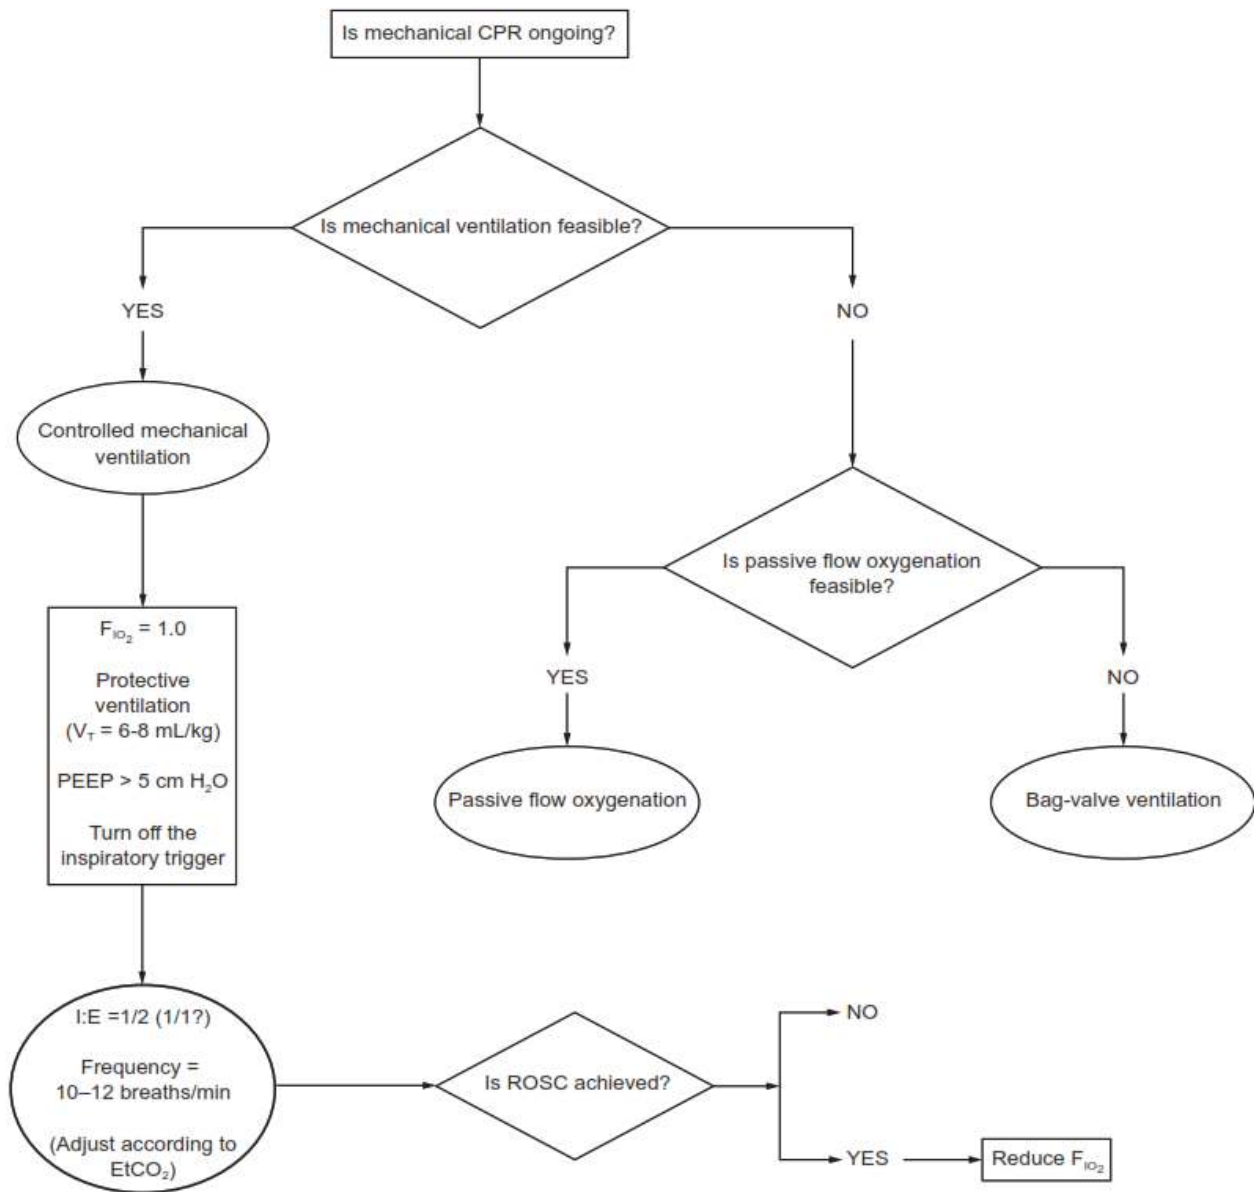 Is mechanical CPR ongoing?
Is mechanical ventilation feasible?
YES
NO
Controlled mechanical
ventilation
Is passive flow oxygenation
feasible?
F_IO₂ = 1.0
Protective
ventilation
(V_T = 6-8 mL/kg)
PEEP > 5 cm H₂O
Turn off the
inspiratory trigger
YES
NO
Passive flow oxygenation
Bag-valve ventilation
I:E =1/2 (1/1?)
Frequency =
10–12 breaths/min
(Adjust according to
EtCO₂)
Is ROSC achieved?
NO
YES
Reduce F_IO₂